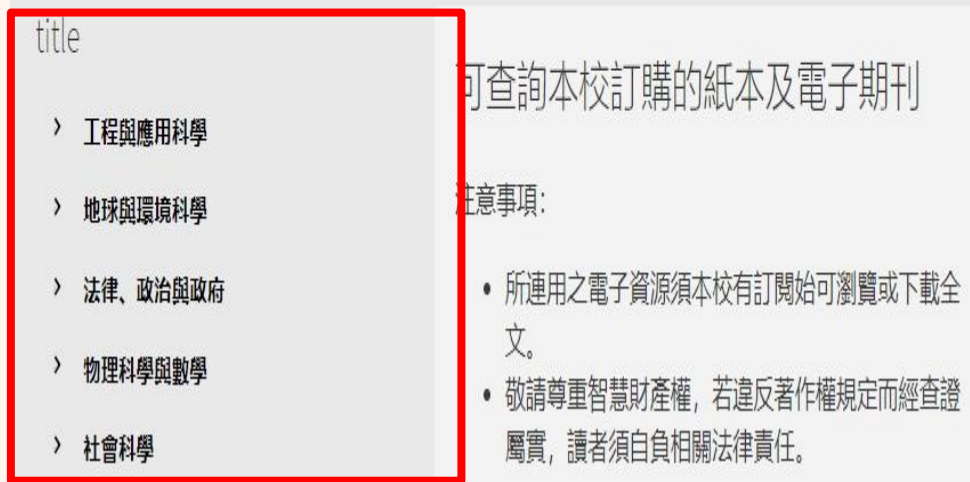 title
工程與應用科學
地球與環境科學
法律、政治與政府
物理科學與數學
社會科學
可查詢本校訂購的紙本及電子期刊
注意事項:
所連用之電子資源須本校有訂閱始可瀏覽或下載全
文。
敬請尊重智慧財產權，若違反著作權規定而經查證
屬實，讀者須自負相關法律責任。